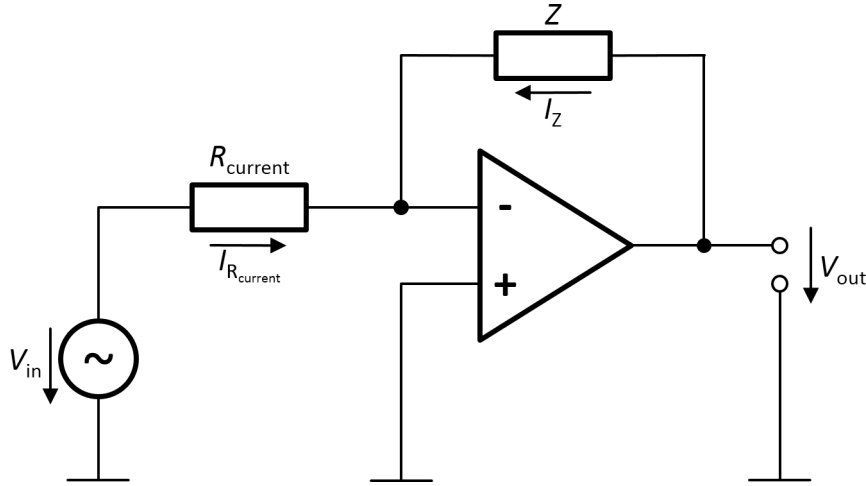 Z
I_Z
R_current
-
I_R_current
+
V_out
V_in
~